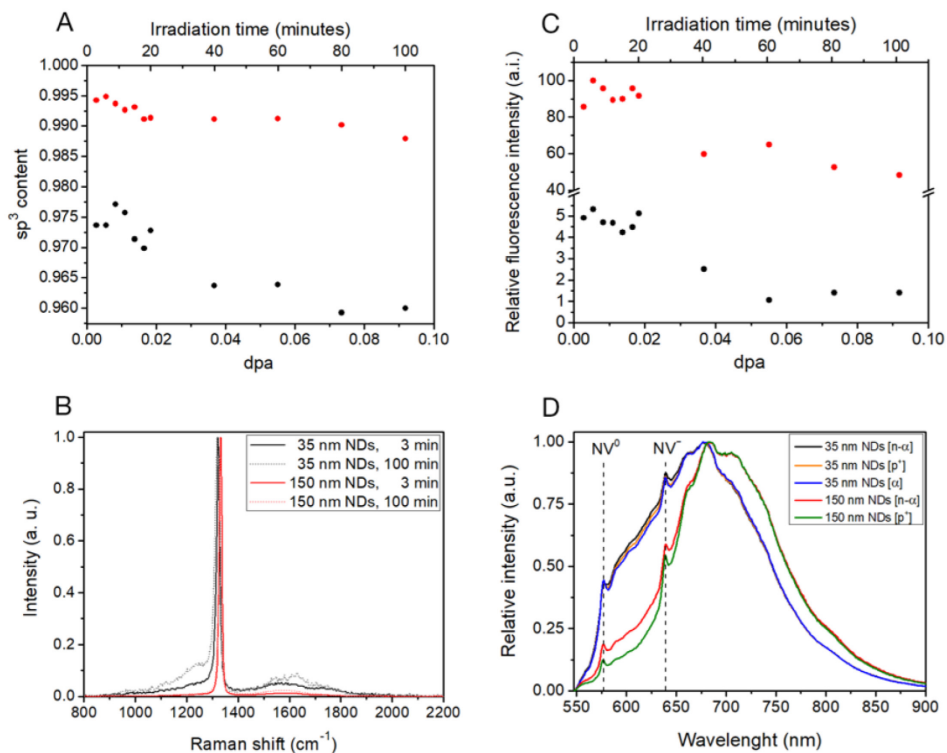 A
Irradiation time (minutes)
0 20 40 60 80 100
1.000
0.995
0.990
0.985
0.980
0.975
0.970
0.965
0.960
sp³ content
0.00 0.02 0.04 0.06 0.08 0.10
dpa
C
Irradiation time (minutes)
0 20 40 60 80 100
100
80
60
40
5
4
3
2
1
0
Relative fluorescence intensity (a.i.)
0.00 0.02 0.04 0.06 0.08 0.10
dpa
B
1.0
0.8
0.6
0.4
0.2
0.0
Intensity (a. u.)
35 nm NDs, 3 min
35 nm NDs, 100 min
150 nm NDs, 3 min
150 nm NDs, 100 min
800 1000 1200 1400 1600 1800 2000 2200
Raman shift (cm⁻¹)
D
NV⁰ NV⁻
1.00
0.75
0.50
0.25
0.00
Relative intensity (a.u.)
35 nm NDs [n-α]
35 nm NDs [p⁺]
35 nm NDs [α]
150 nm NDs [n-α]
150 nm NDs [p⁺]
550 600 650 700 750 800 850 900
Wavelenght (nm)